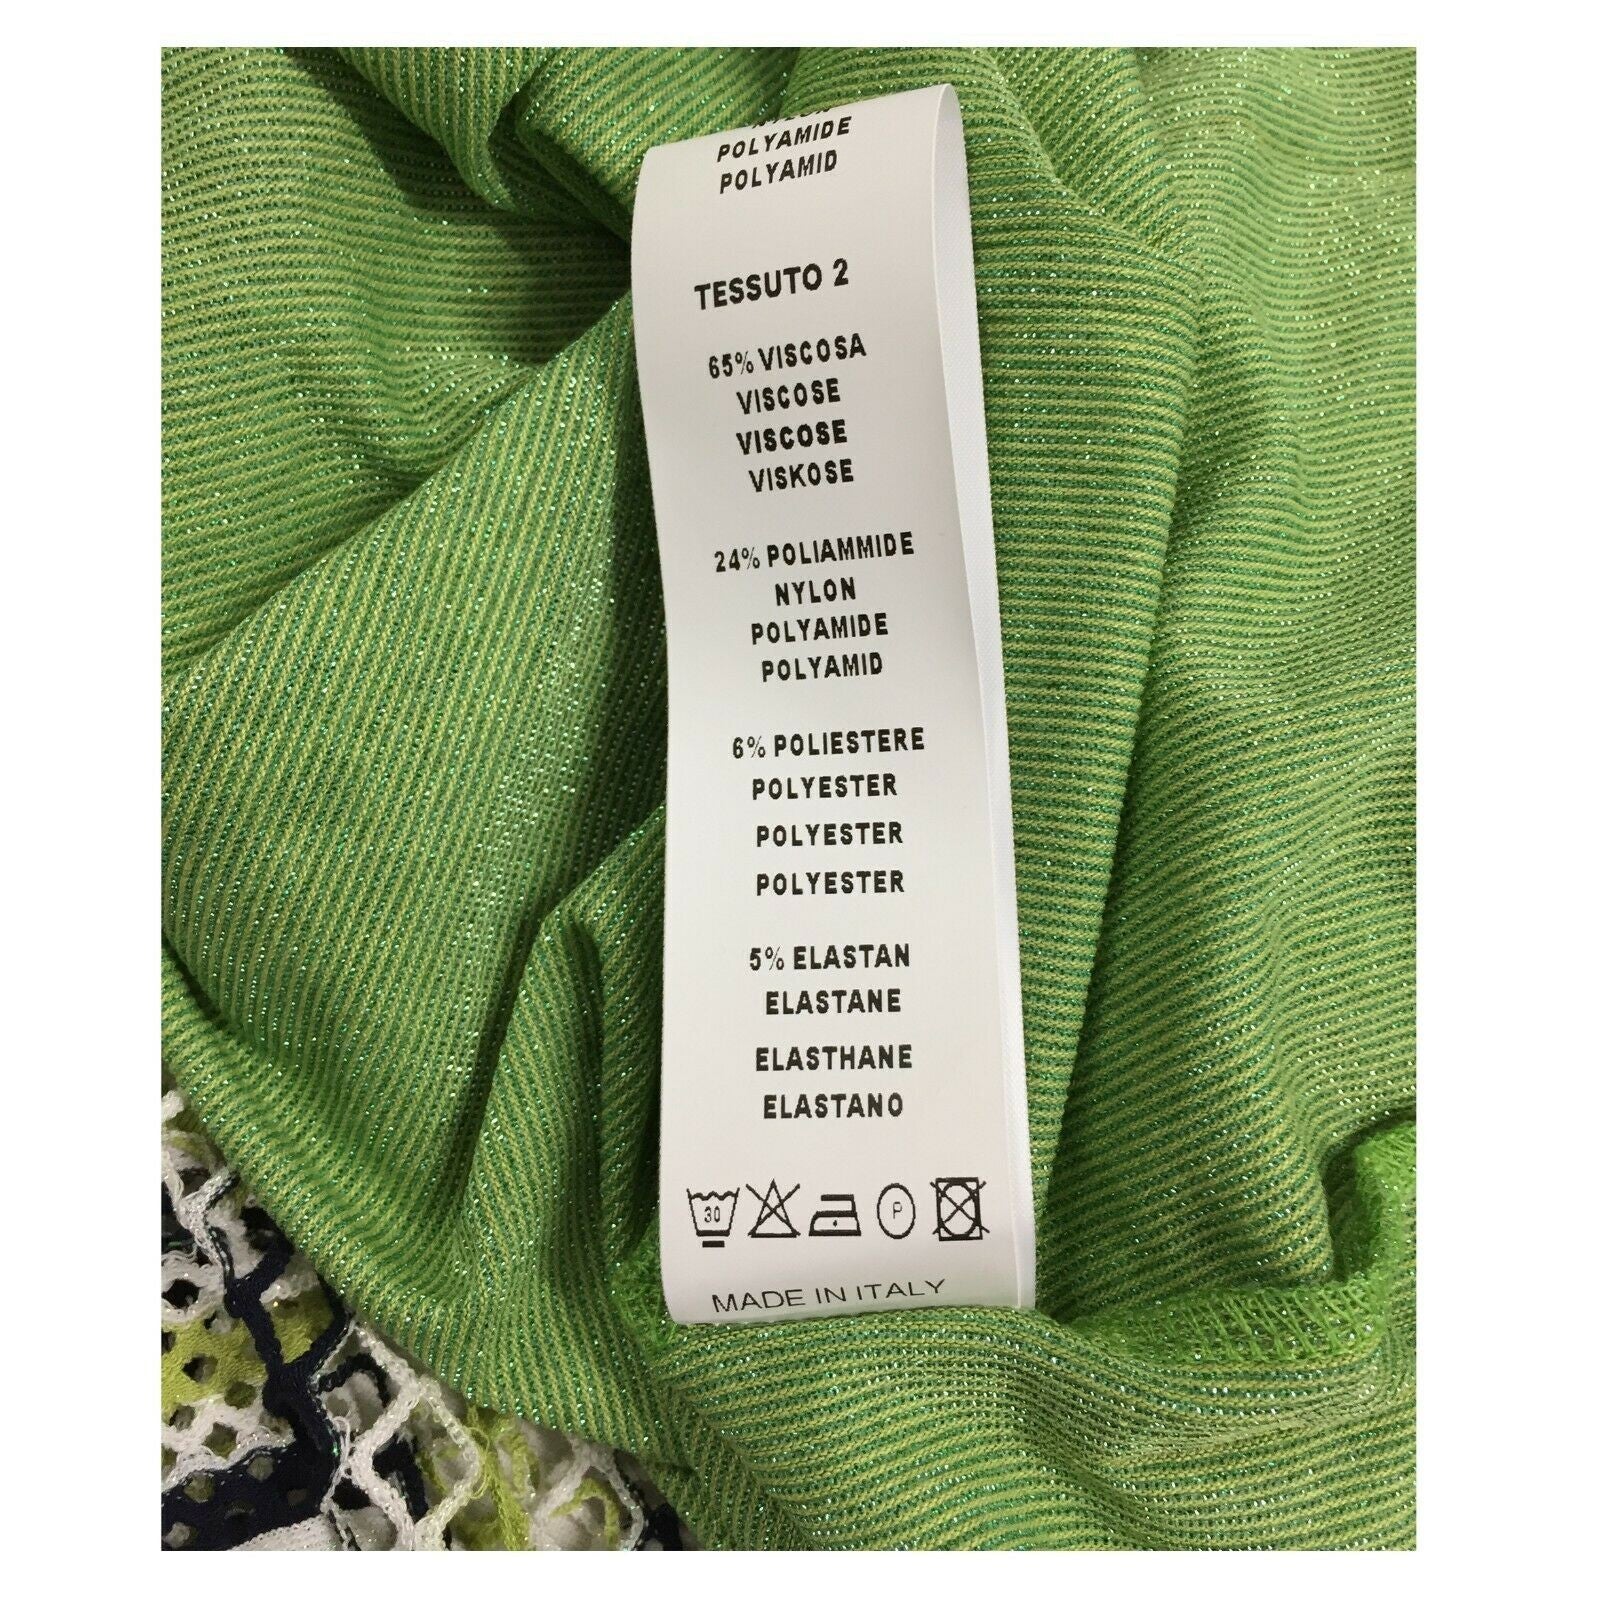 NYLON
POLYAMIDE
POLYAMID
TESSUTO 2
65% VISCOSA
VISCOSE
VISCOSE
VISKOSE
24% POLIAMMIDE
NYLON
POLYAMIDE
POLYAMID
6% POLIESTERE
POLYESTER
POLYESTER
POLYESTER
5% ELASTAN
ELASTANE
ELASTHANE
ELASTANO
30 P
MADE IN ITALY